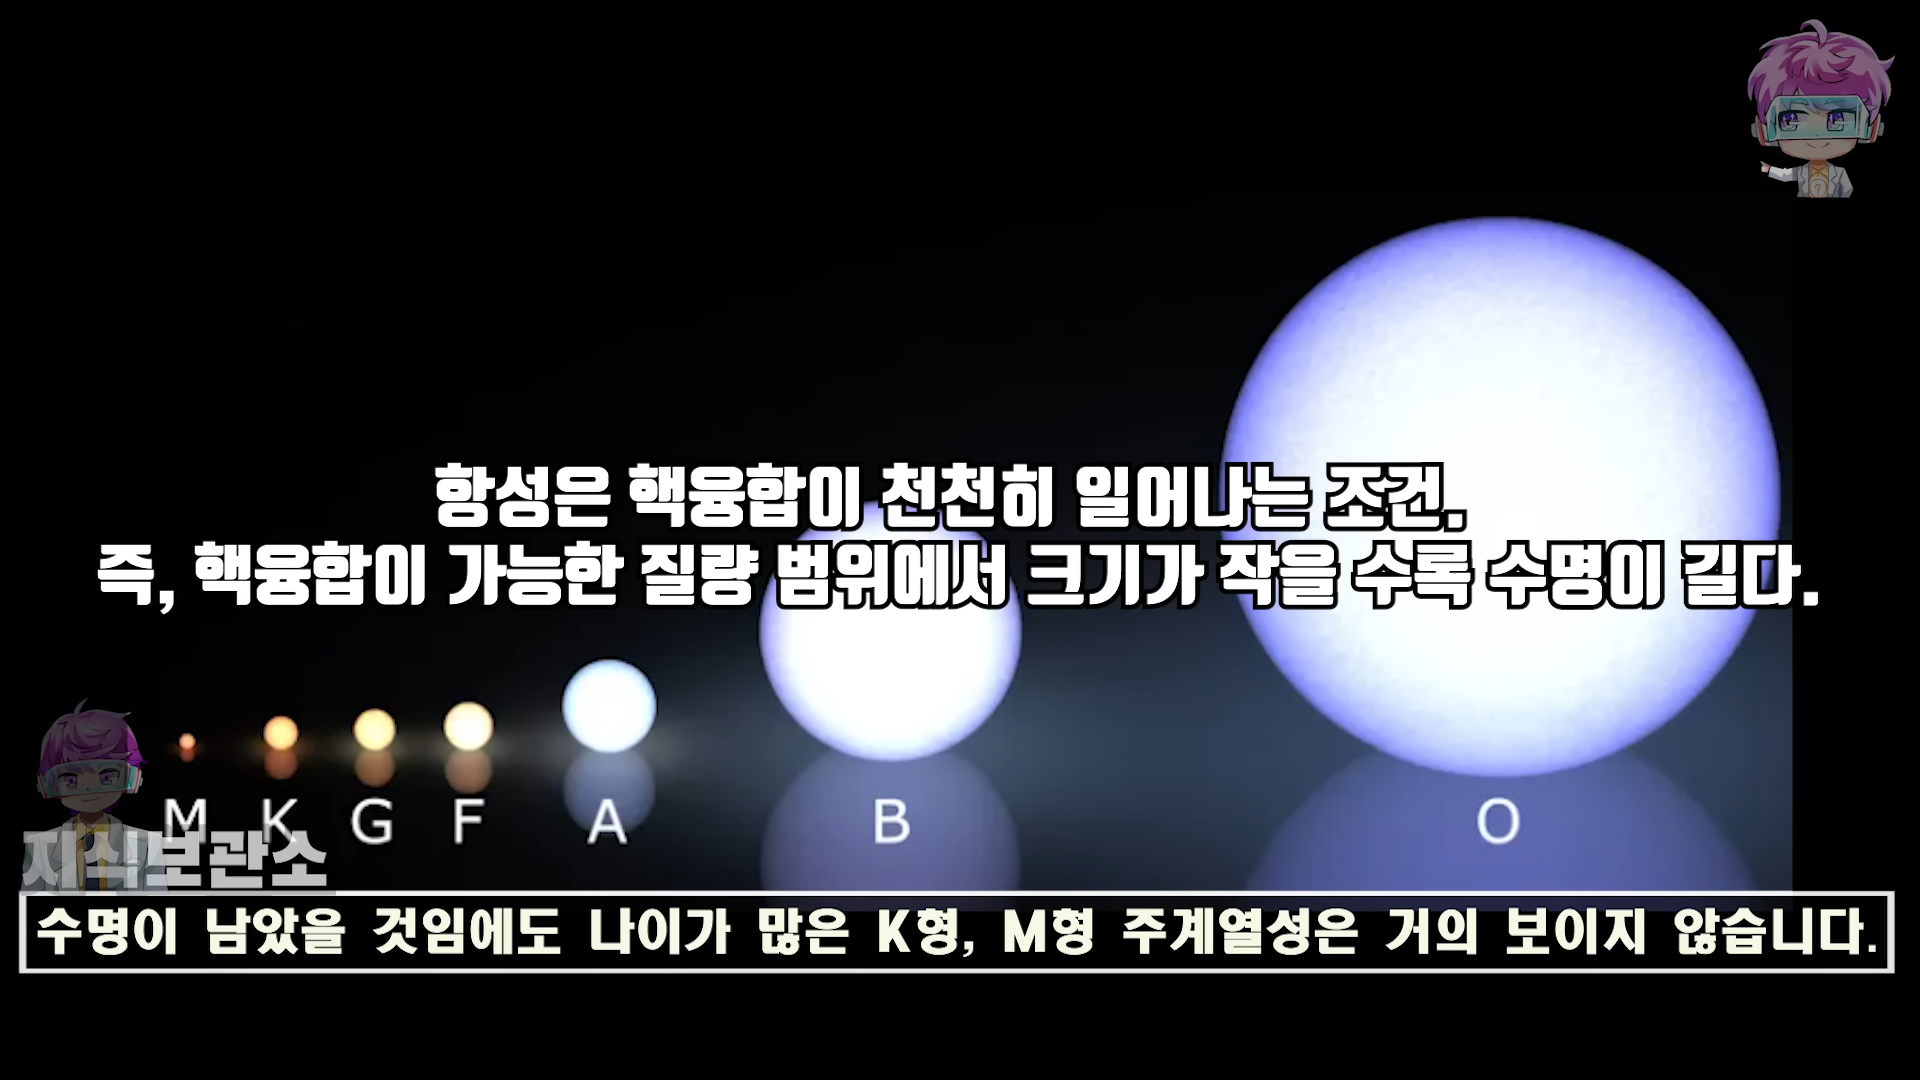 항성은 핵융합이 천천히 일어나는 조건.
즉, 핵융합이 가능한 질량 범위에서 크기가 작을 수록 수명이 길다.
M K G F A B O
지식보관소
수명이 남았을 것임에도 나이가 많은 K형, M형 주계열성은 거의 보이지 않습니다.